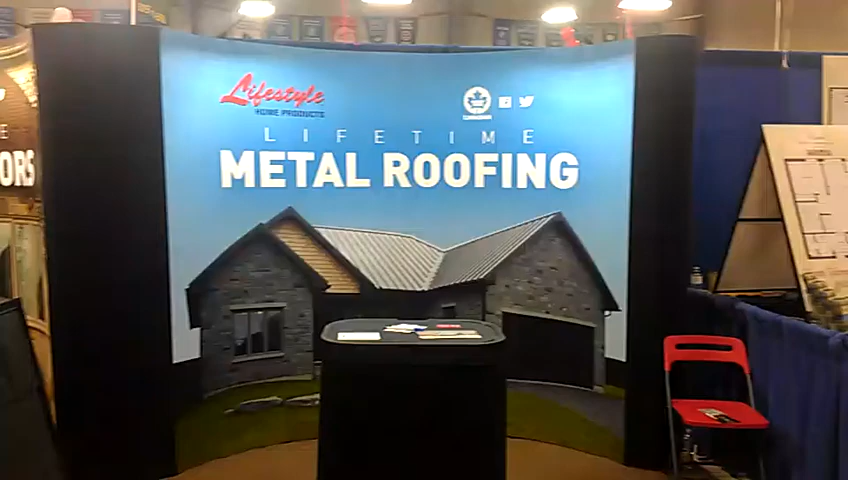 Lifestyle
HOME PRODUCTS
LIFETIME
METAL ROOFING
ORS